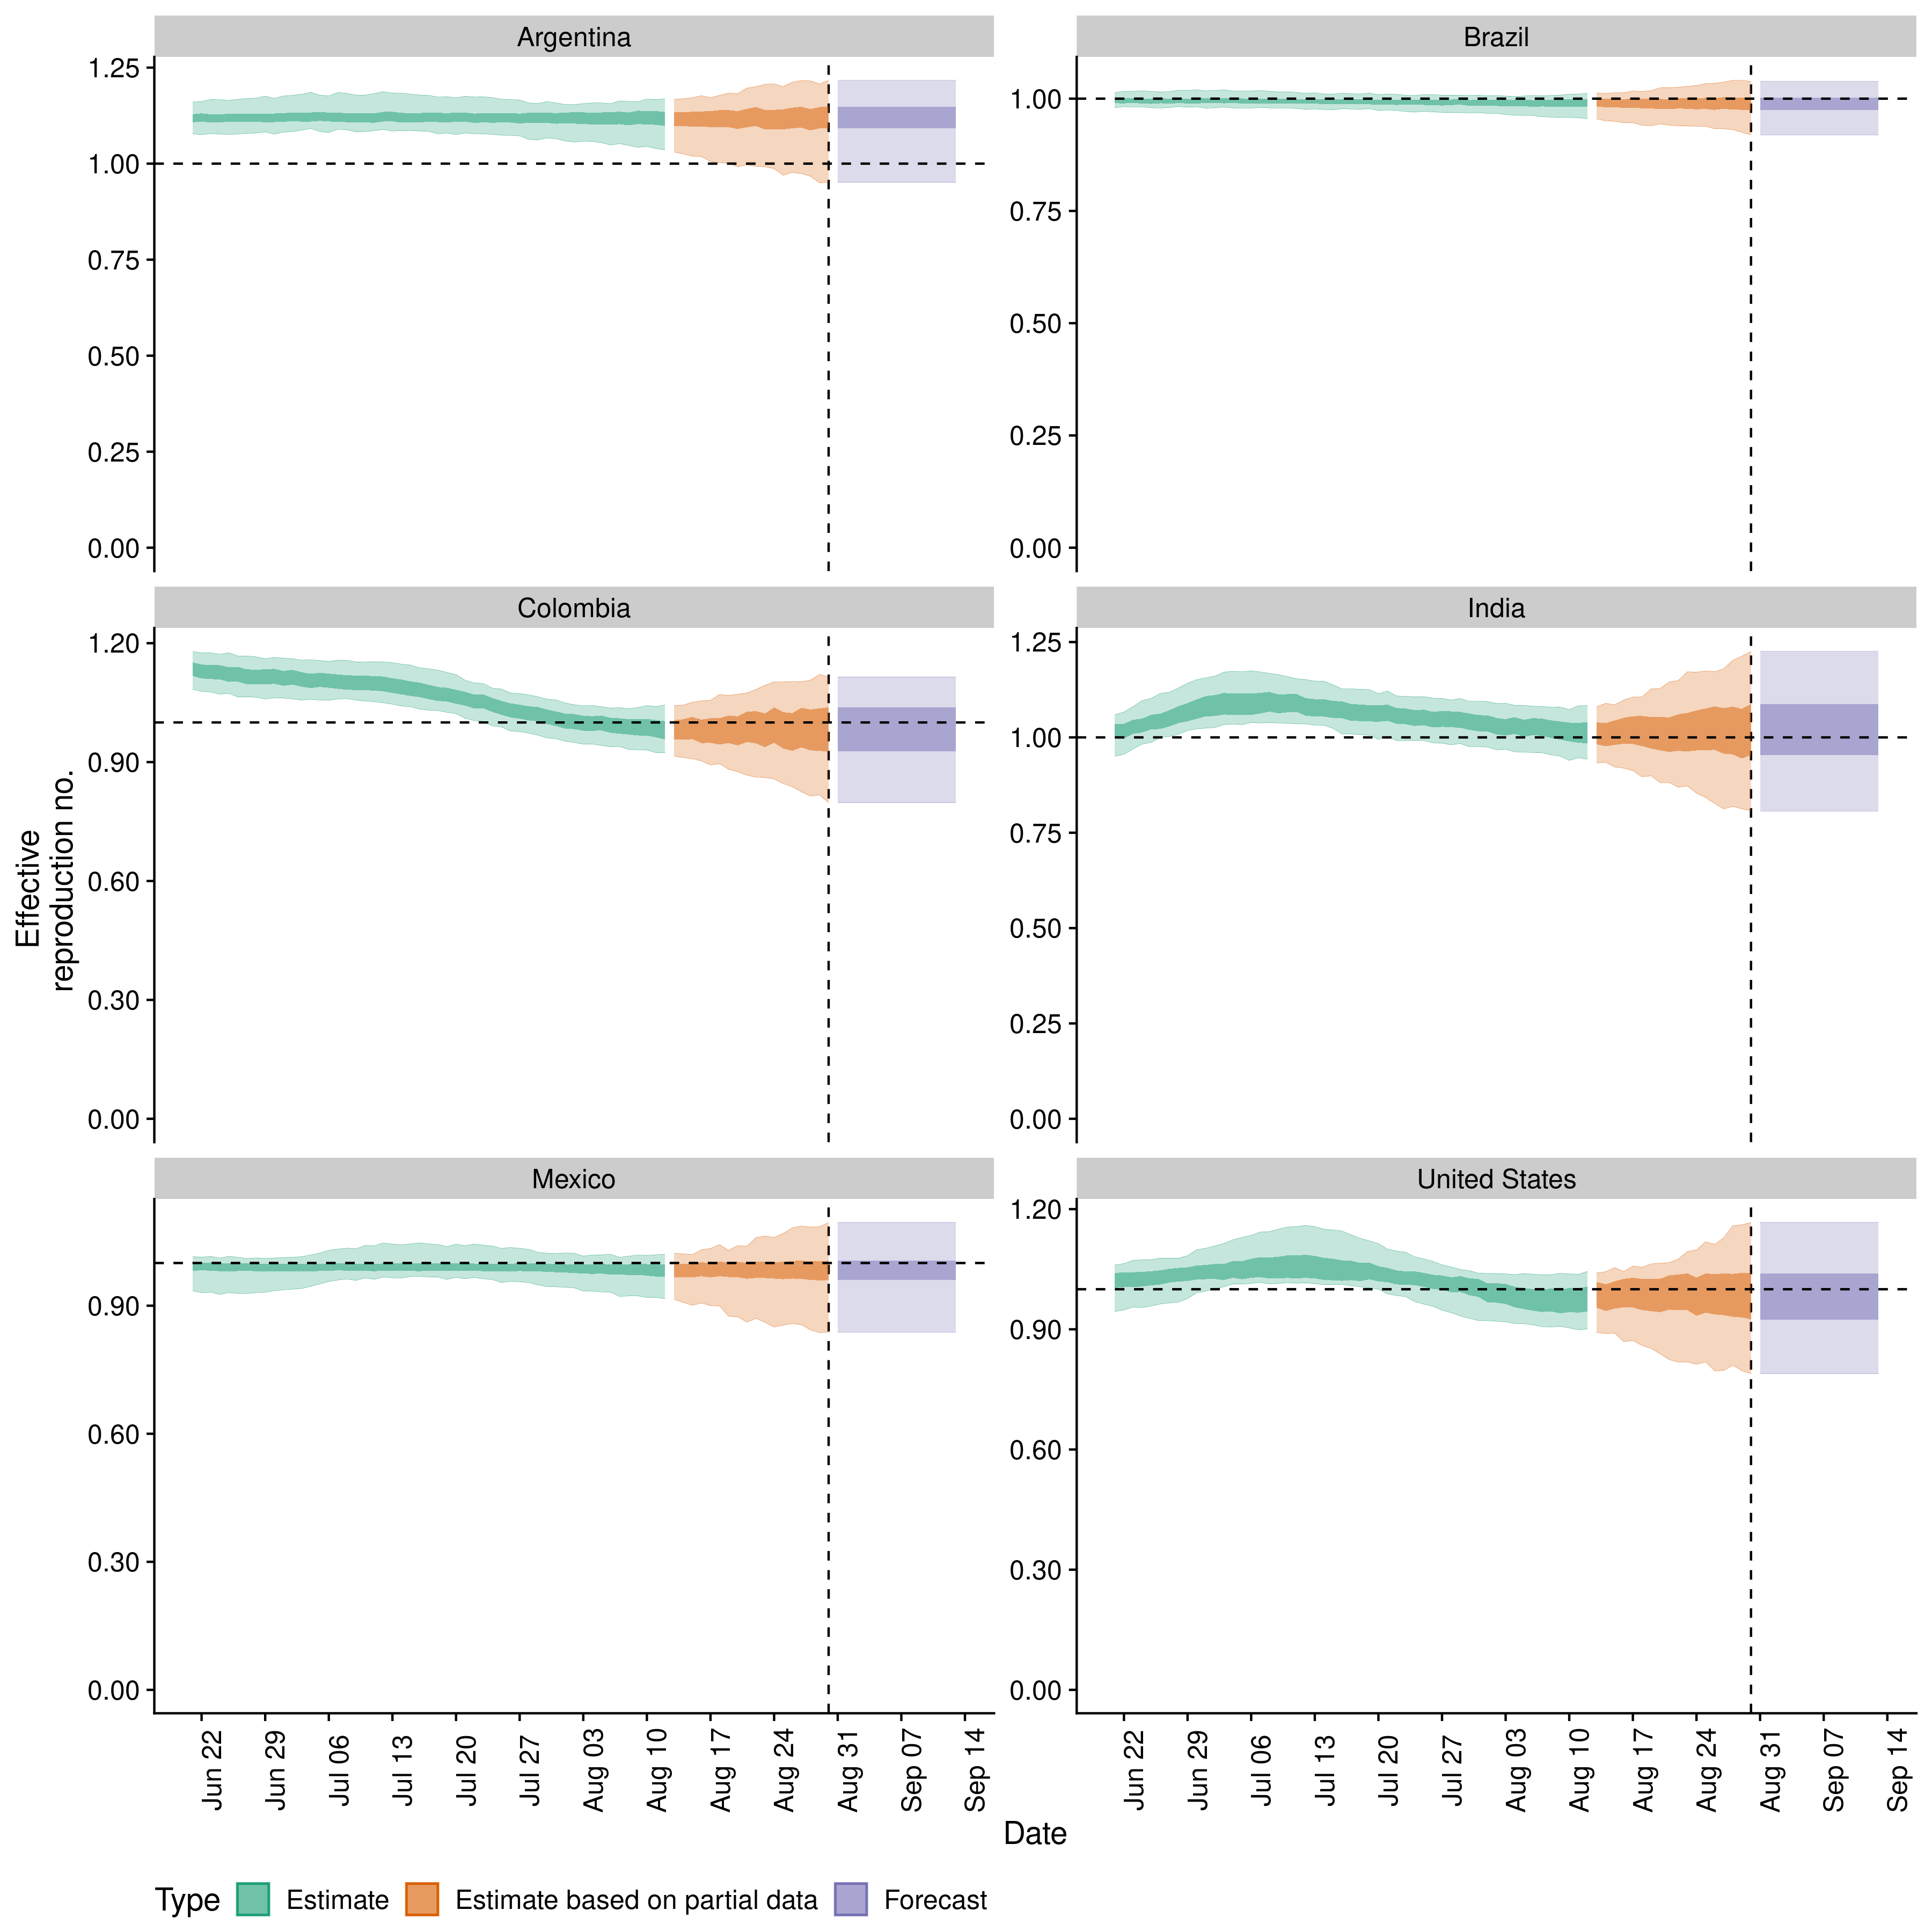 Argentina
Brazil
1.25
1.00
0.75
0.50
0.25
0.00
1.00
0.75
0.50
0.25
0.00
Colombia
India
1.20
0.90
0.60
0.30
0.00
1.25
1.00
0.75
0.50
0.25
0.00
Effective
reproduction no.
Mexico
United States
0.90
0.60
0.30
0.00
1.20
0.90
0.60
0.30
0.00
Jun 22
Jun 29
Jul 06
Jul 13
Jul 20
Jul 27
Aug 03
Aug 10
Aug 17
Aug 24
Aug 31
Sep 07
Sep 14
Jun 22
Jun 29
Jul 06
Jul 13
Jul 20
Jul 27
Aug 03
Aug 10
Aug 17
Aug 24
Aug 31
Sep 07
Sep 14
Date
Type Estimate Estimate based on partial data Forecast